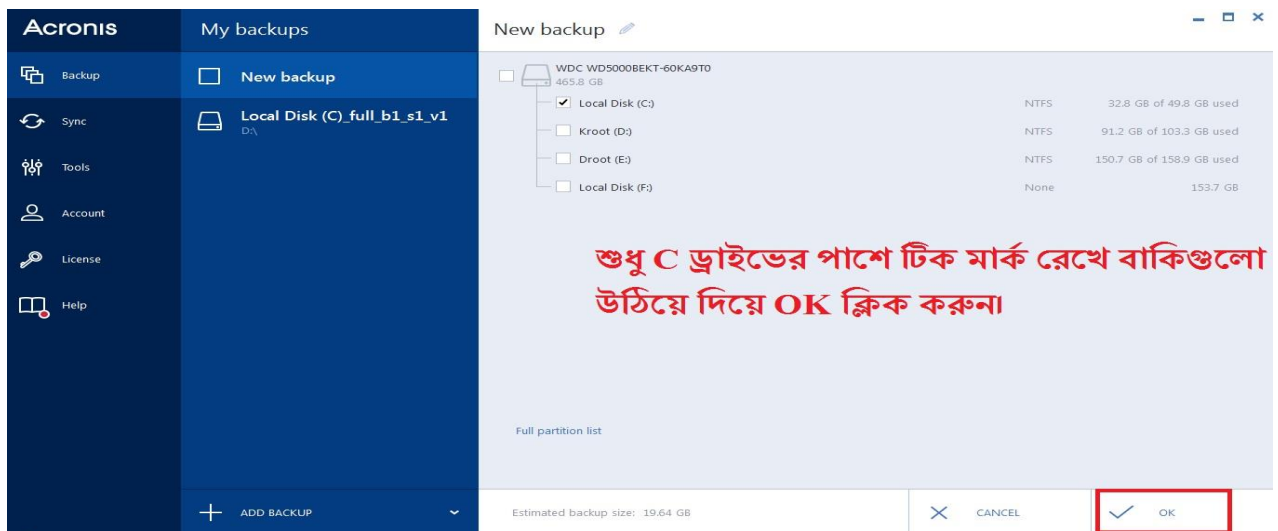 Acronis
My backups
New backup
Backup
Sync
Tools
Account
License
Help
New backup
Local Disk (C)_full_b1_s1_v1
D:\
ADD BACKUP
WDC WD5000BEKT-60KA9T0
465.8 GB
Local Disk (C:) NTFS 32.8 GB of 49.8 GB used
Kroot (D:) NTFS 91.2 GB of 103.3 GB used
Droot (E:) NTFS 150.7 GB of 158.9 GB used
Local Disk (F:) None 153.7 GB
শুধু C ড্রাইভের পাশে টিক মার্ক রেখে বাকিগুলো
উঠিয়ে দিয়ে OK ক্লিক করুন।
Full partition list
Estimated backup size: 19.64 GB
CANCEL
OK